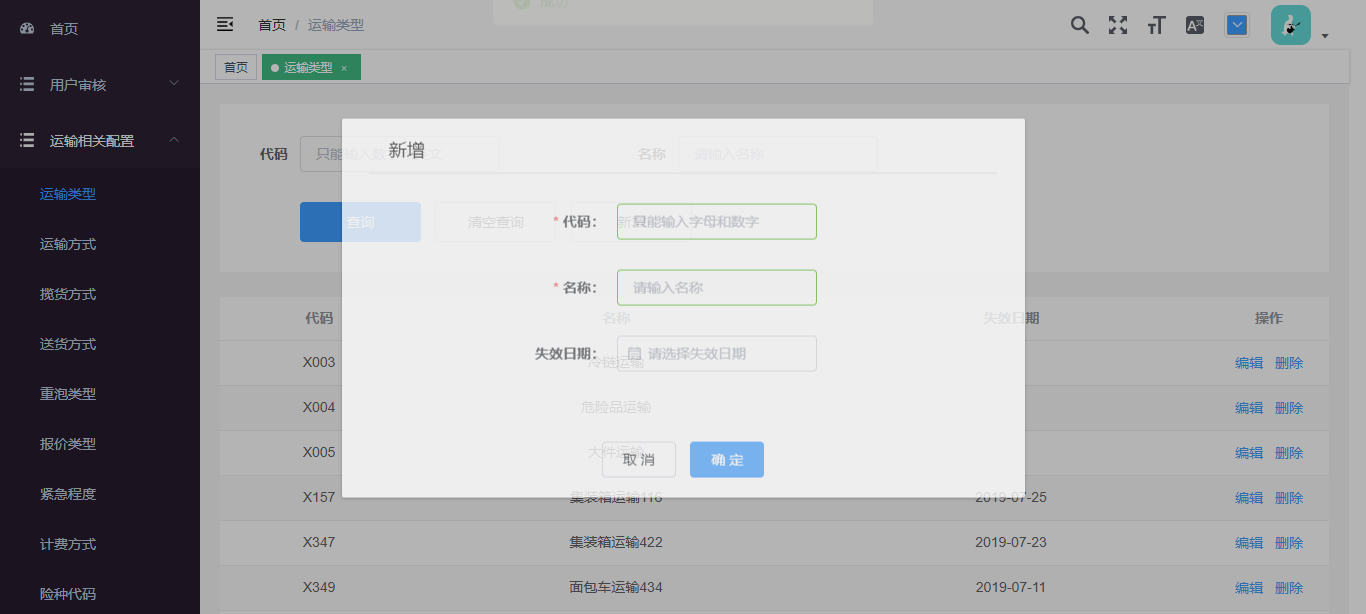 首页
用户审核
运输相关配置
运输类型
运输方式
揽货方式
送货方式
重泡类型
报价类型
紧急程度
计费方式
险种代码
首页 / 运输类型
成功
首页
运输类型 ×
代码
名称 请输入名称
查询
清空查询
新增
* 代码: 只能输入字母和数字
* 名称: 请输入名称
失效日期: 请选择失效日期
取 消
确 定
代码 名称 失效日期 操作
X003 冷链运输 编辑 删除
X004 危险品运输 编辑 删除
X005 大件运输 编辑 删除
X157 集装箱运输116 2019-07-25 编辑 删除
X347 集装箱运输422 2019-07-23 编辑 删除
X349 面包车运输434 2019-07-11 编辑 删除